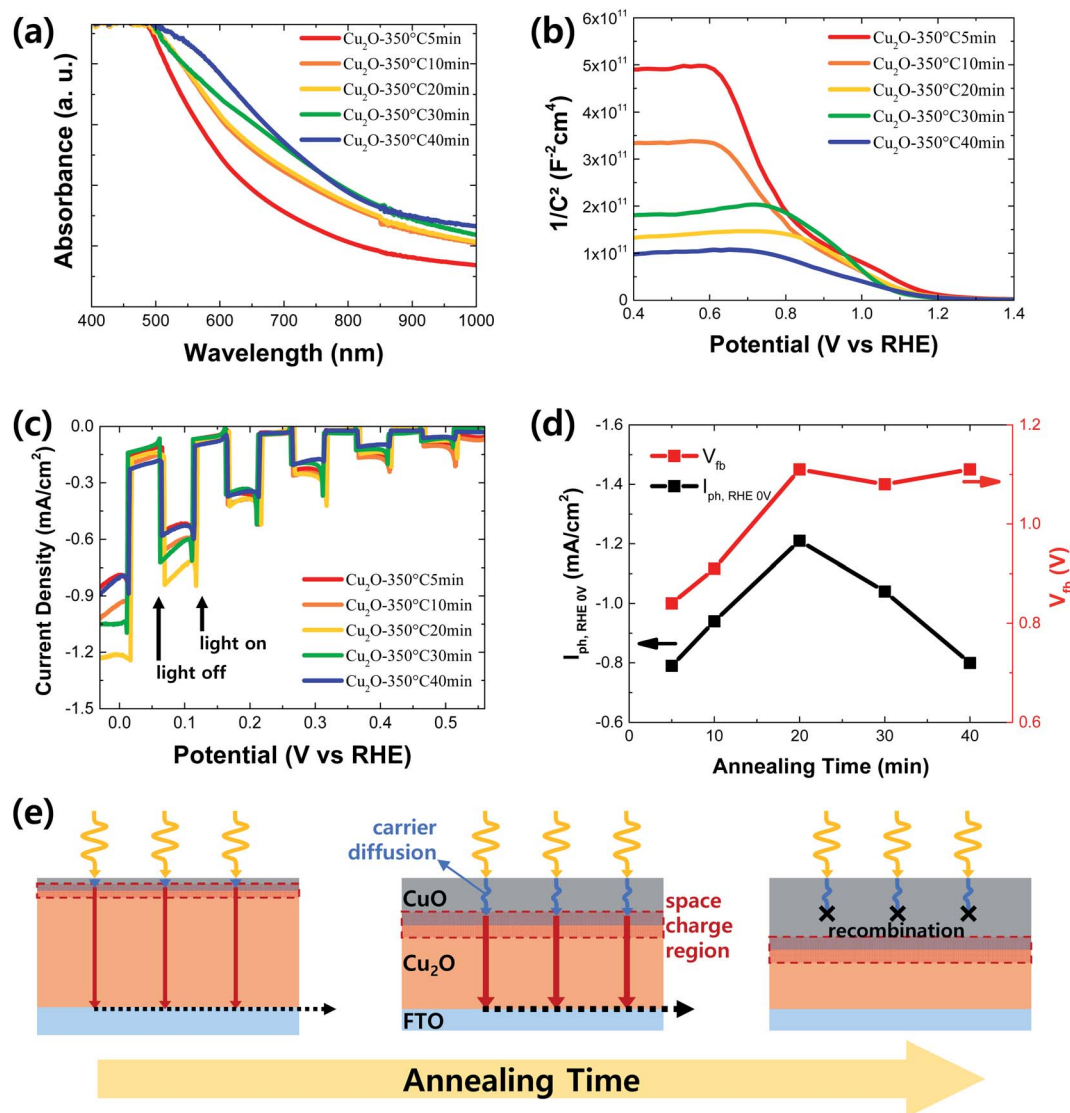 (a)
Cu₂O-350°C5min
Cu₂O-350°C10min
Cu₂O-350°C20min
Cu₂O-350°C30min
Cu₂O-350°C40min
Absorbance (a. u.)
400 500 600 700 800 900 1000
Wavelength (nm)
(b)
6x10¹¹
5x10¹¹
4x10¹¹
3x10¹¹
2x10¹¹
1x10¹¹
0
Cu₂O-350°C5min
Cu₂O-350°C10min
Cu₂O-350°C20min
Cu₂O-350°C30min
Cu₂O-350°C40min
1/C² (F⁻²cm⁴)
0.4 0.6 0.8 1.0 1.2 1.4
Potential (V vs RHE)
(c)
0.0
-0.3
-0.6
-0.9
-1.2
-1.5
Current Density (mA/cm²)
light off
light on
Cu₂O-350°C5min
Cu₂O-350°C10min
Cu₂O-350°C20min
Cu₂O-350°C30min
Cu₂O-350°C40min
0.0 0.1 0.2 0.3 0.4 0.5
Potential (V vs RHE)
(d)
-1.6
-1.4
-1.2
-1.0
-0.8
-0.6
I ph, RHE 0V (mA/cm²)
V fb
I ph, RHE 0V
1.2
1.0
0.8
0.6
V fb (V)
0 10 20 30 40
Annealing Time (min)
(e)
carrier
diffusion
CuO
Cu₂O
FTO
space
charge
region
recombination
Annealing Time